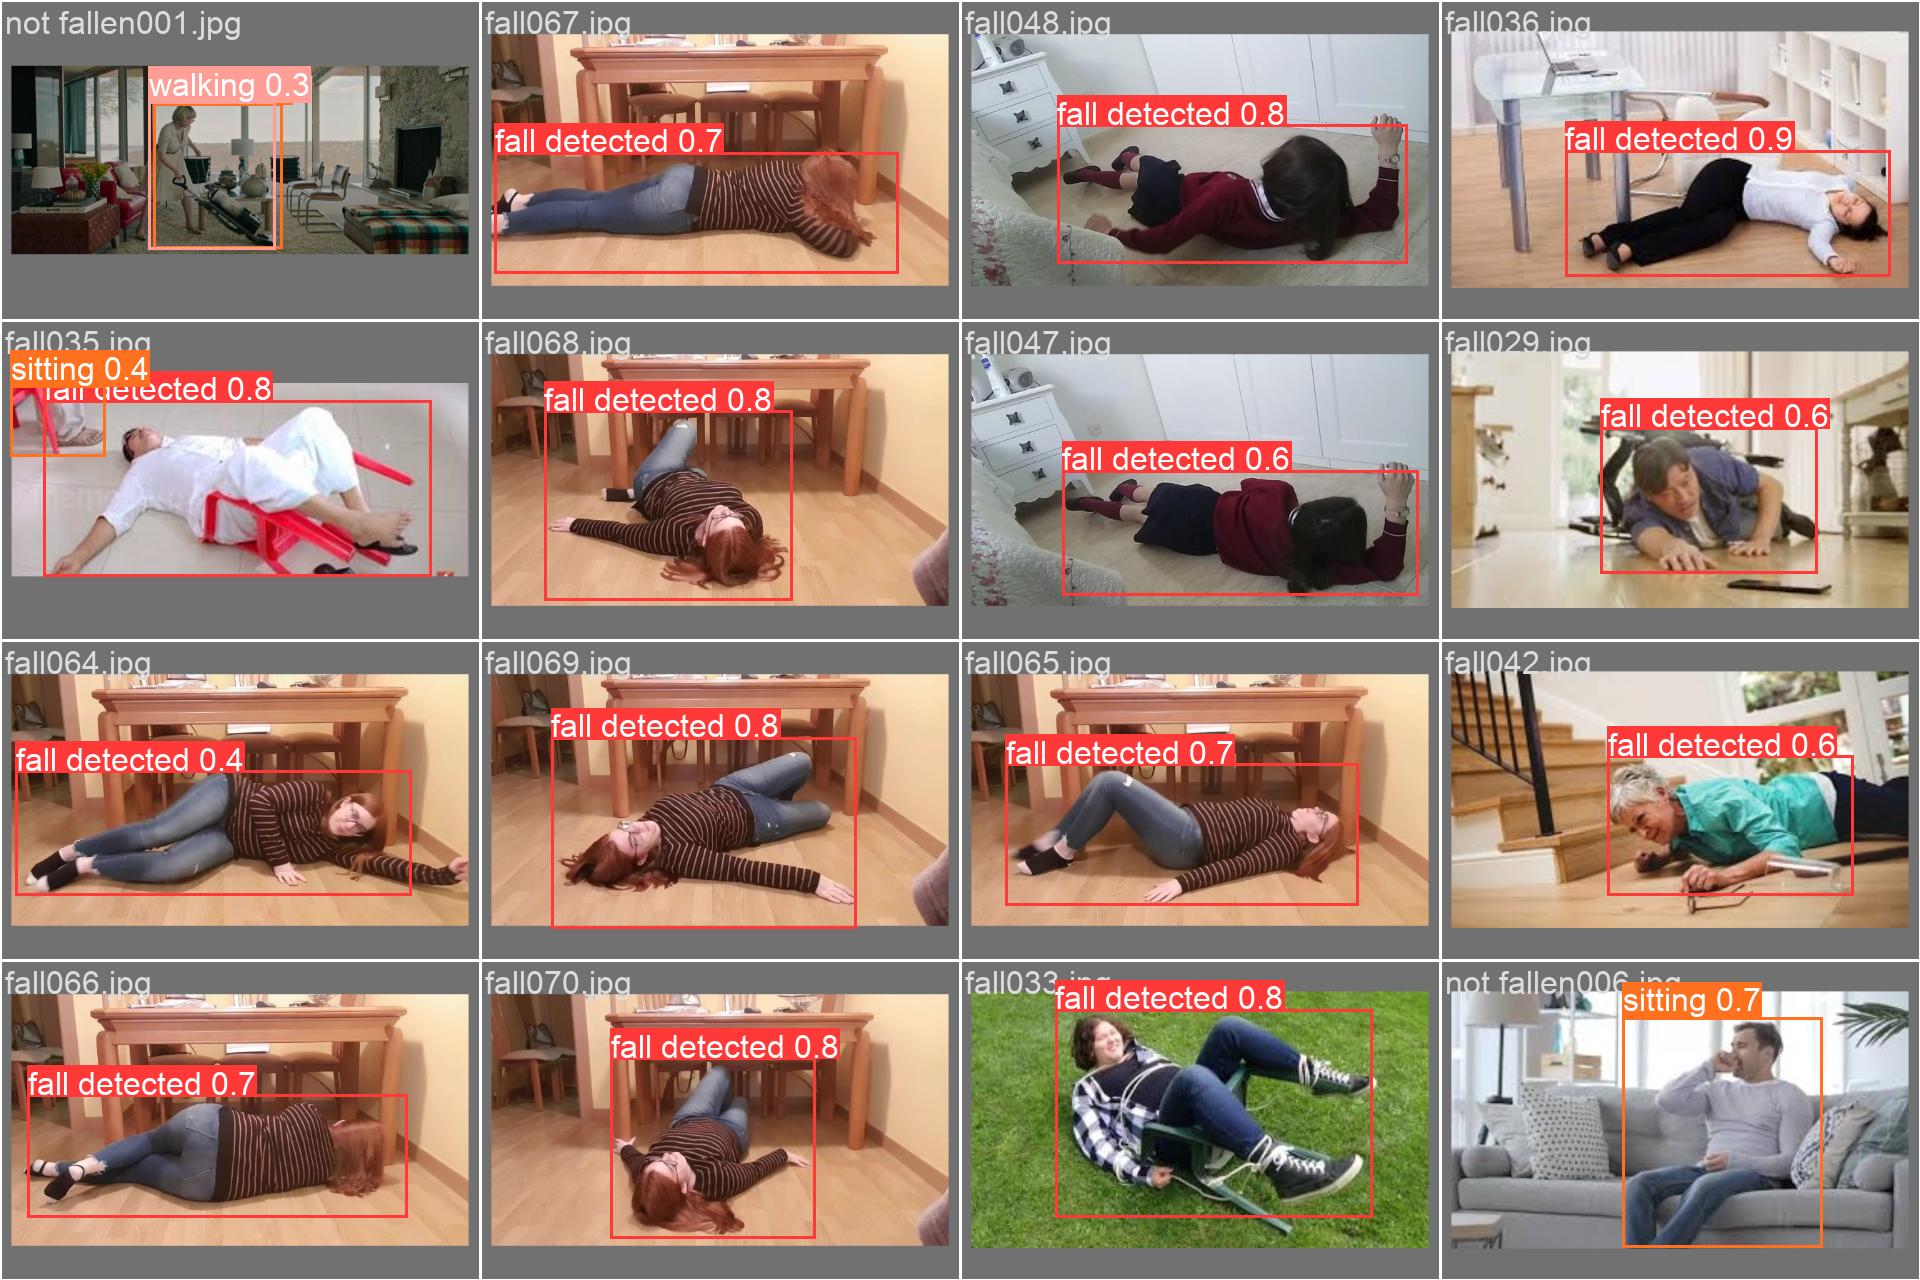 not fallen001.jpg
walking 0.3
fall067.jpg
fall detected 0.7
fall048.jpg
fall detected 0.8
fall036.jpg
fall detected 0.9
fall035.jpg
sitting 0.4
fall detected 0.8
fall068.jpg
fall detected 0.8
fall047.jpg
fall detected 0.6
fall029.jpg
fall detected 0.6
fall064.jpg
fall detected 0.4
fall069.jpg
fall detected 0.8
fall065.jpg
fall detected 0.7
fall042.jpg
fall detected 0.6
fall066.jpg
fall detected 0.7
fall070.jpg
fall detected 0.8
fall033.jpg
fall detected 0.8
not fallen006.jpg
sitting 0.7